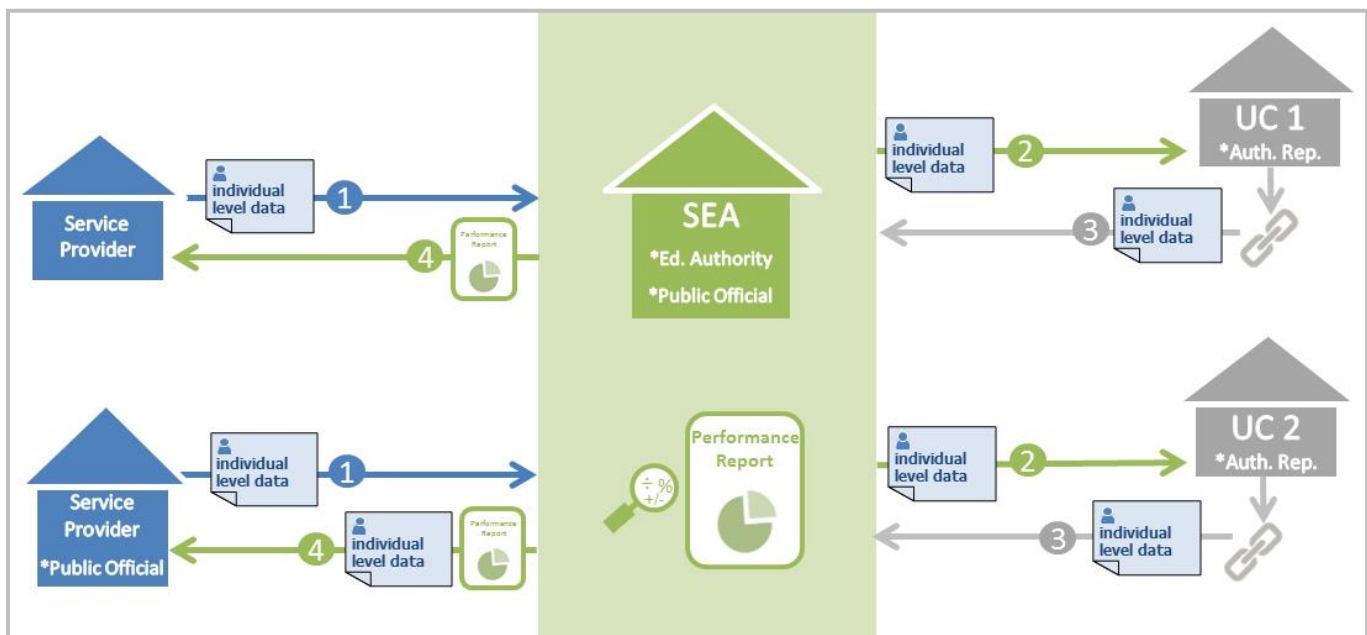 Service
Provider
individual
level data
1
4
Performance
Report
SEA
*Ed. Authority
*Public Official
individual
level data
2
UC 1
*Auth. Rep.
3
individual
level data
Service
Provider
*Public Official
individual
level data
1
4
individual
level data
Performance
Report
÷ %
+/-
Performance
Report
individual
level data
2
UC 2
*Auth. Rep.
3
individual
level data